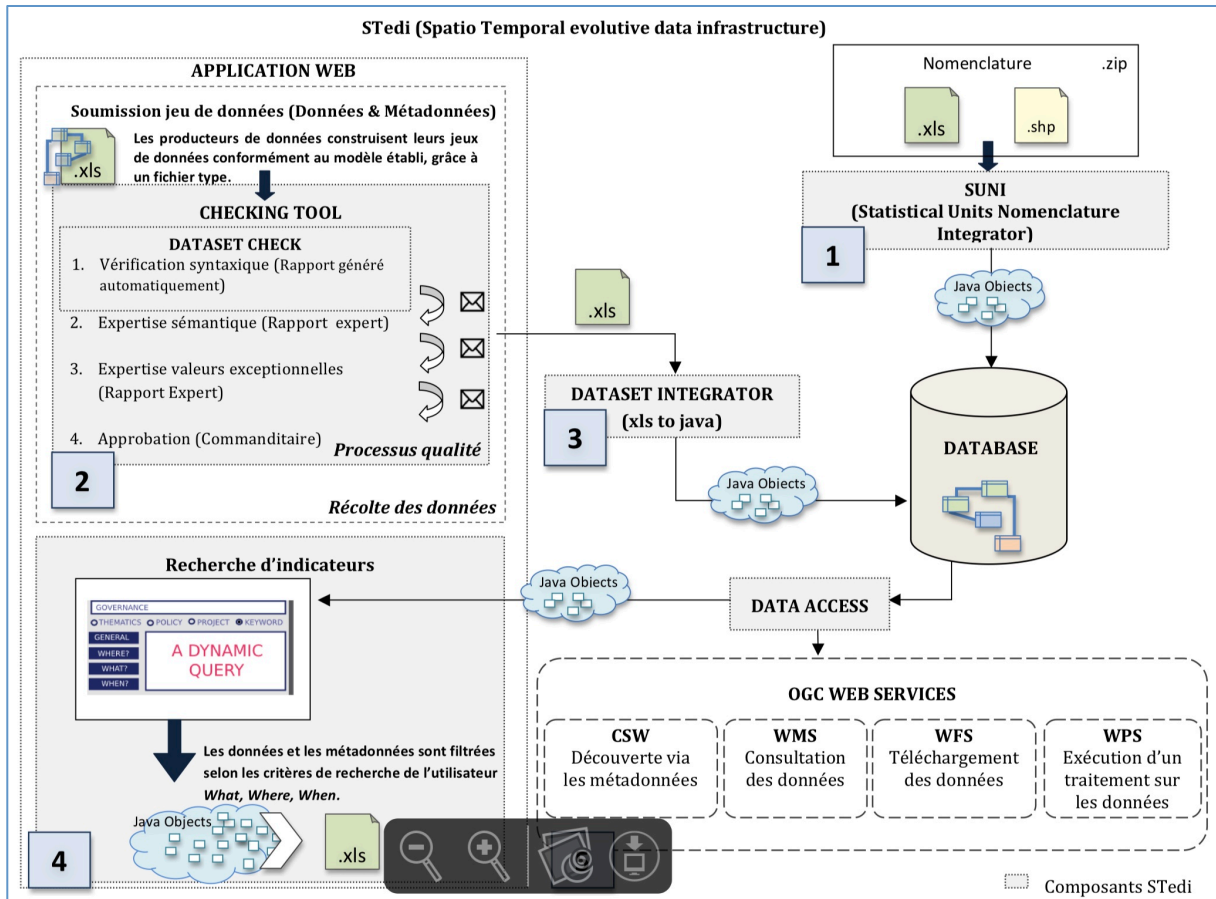 STedi (Spatio Temporal evolutive data infrastructure)
APPLICATION WEB
Soumission jeu de données (Données & Métadonnées)
.xls
Les producteurs de données construisent leurs jeux
de données conformément au modèle établi, grâce à
un fichier type.
CHECKING TOOL
DATASET CHECK
1. Vérification syntaxique (Rapport généré
automatiquement)
2. Expertise sémantique (Rapport expert)
3. Expertise valeurs exceptionnelles
(Rapport Expert)
4. Approbation (Commanditaire)
Processus qualité
2
Récolte des données
Nomenclature .zip
.xls
.shp
SUNI
(Statistical Units Nomenclature
Integrator)
1
Java Objects
.xls
DATASET INTEGRATOR
(xls to java)
3
Java Objects
DATABASE
Recherche d'indicateurs
GOVERNANCE
THEMATICS POLICY PROJECT KEYWORD
GENERAL
WHERE?
WHAT?
WHEN?
A DYNAMIC
QUERY
Les données et les métadonnées sont filtrées
selon les critères de recherche de l'utilisateur
What, Where, When.
Java Objects
.xls
4
Java Objects
DATA ACCESS
OGC WEB SERVICES
CSW
Découverte via
les métadonnées
WMS
Consultation
des données
WFS
Téléchargement
des données
WPS
Exécution d'un
traitement sur
les données
Composants STedi